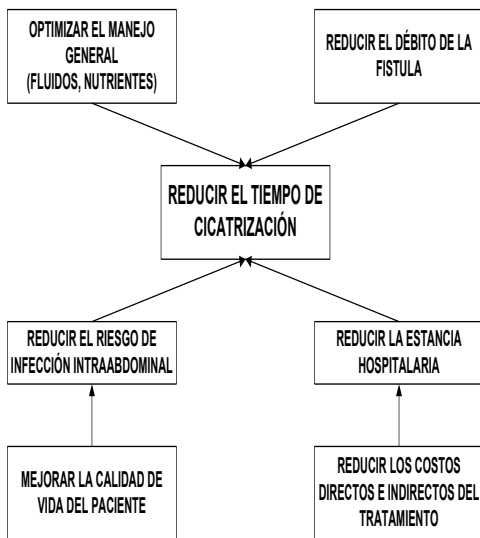 OPTIMIZAR EL MANEJO
GENERAL
(FLUIDOS, NUTRIENTES)
REDUCIR EL DÉBITO DE LA
FISTULA
REDUCIR EL TIEMPO DE
CICATRIZACIÓN
REDUCIR EL RIESGO DE
INFECCIÓN INTRAABDOMINAL
REDUCIR LA ESTANCIA
HOSPITALARIA
MEJORAR LA CALIDAD DE
VIDA DEL PACIENTE
REDUCIR LOS COSTOS
DIRECTOS E INDIRECTOS DEL
TRATAMIENTO